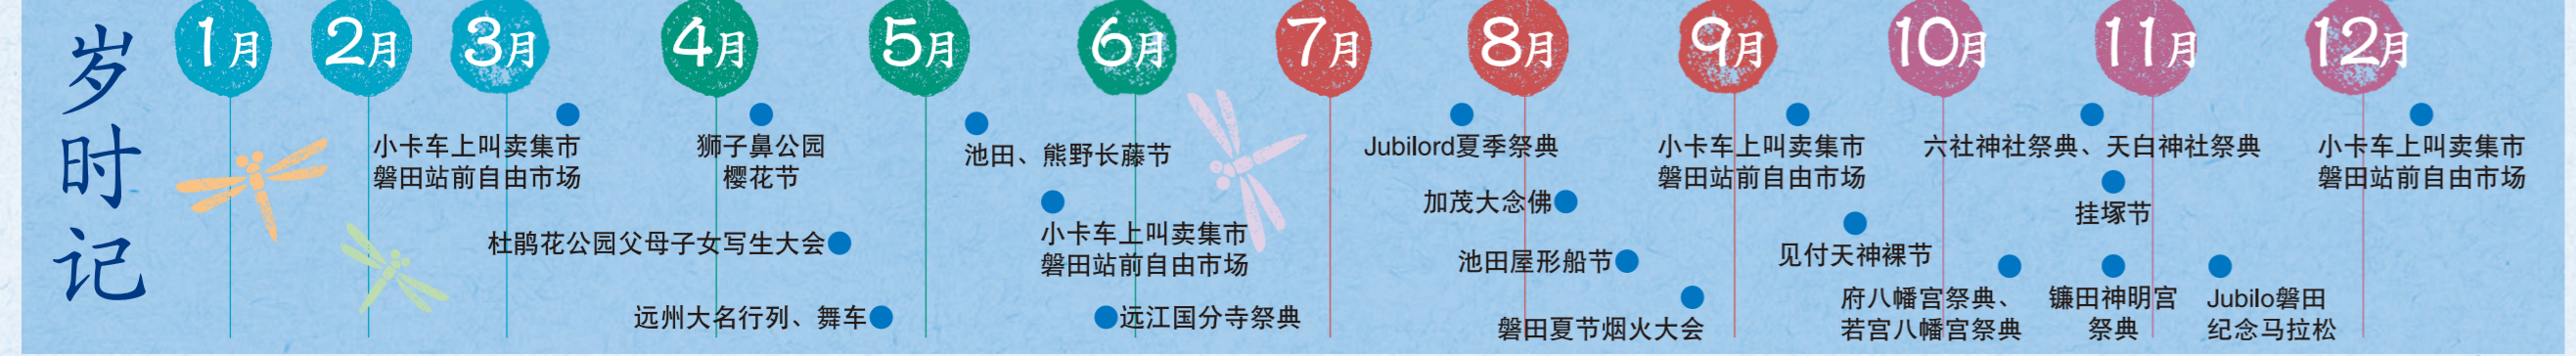 岁时记
1月
2月
3月
4月
5月
6月
7月
8月
9月
10月
11月
12月
小卡车上叫卖集市
磐田站前自由市场
狮子鼻公园
樱花节
杜鹃花公园父母子女写生大会
远州大名行列、舞车
池田、熊野长藤节
小卡车上叫卖集市
磐田站前自由市场
远江国分寺祭典
Jubilord夏季祭典
加茂大念佛
池田屋形船节
磐田夏节烟火大会
小卡车上叫卖集市
磐田站前自由市场
见付天神裸节
府八幡宫祭典、
若宫八幡宫祭典
六社神社祭典、天白神社祭典
挂塚节
镰田神明宫
祭典
Jubilo磐田
纪念马拉松
小卡车上叫卖集市
磐田站前自由市场